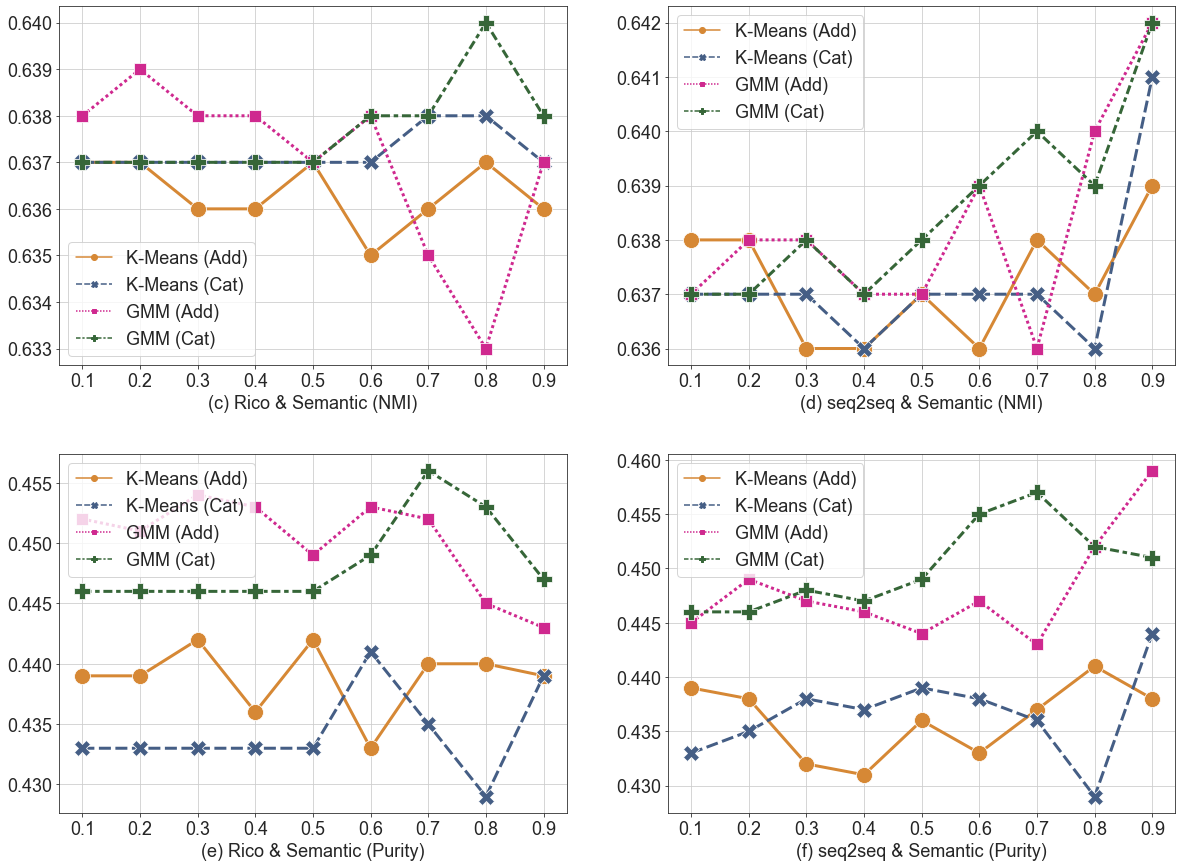 0.640
0.639
0.638
0.637
0.636
0.635
0.634
0.633
K-Means (Add)
K-Means (Cat)
GMM (Add)
GMM (Cat)
0.1 0.2 0.3 0.4 0.5 0.6 0.7 0.8 0.9
(c) Rico & Semantic (NMI)
0.642
0.641
0.640
0.639
0.638
0.637
0.636
K-Means (Add)
K-Means (Cat)
GMM (Add)
GMM (Cat)
0.1 0.2 0.3 0.4 0.5 0.6 0.7 0.8 0.9
(d) seq2seq & Semantic (NMI)
0.455
0.450
0.445
0.440
0.435
0.430
K-Means (Add)
K-Means (Cat)
GMM (Add)
GMM (Cat)
0.1 0.2 0.3 0.4 0.5 0.6 0.7 0.8 0.9
(e) Rico & Semantic (Purity)
0.460
0.455
0.450
0.445
0.440
0.435
0.430
K-Means (Add)
K-Means (Cat)
GMM (Add)
GMM (Cat)
0.1 0.2 0.3 0.4 0.5 0.6 0.7 0.8 0.9
(f) seq2seq & Semantic (Purity)